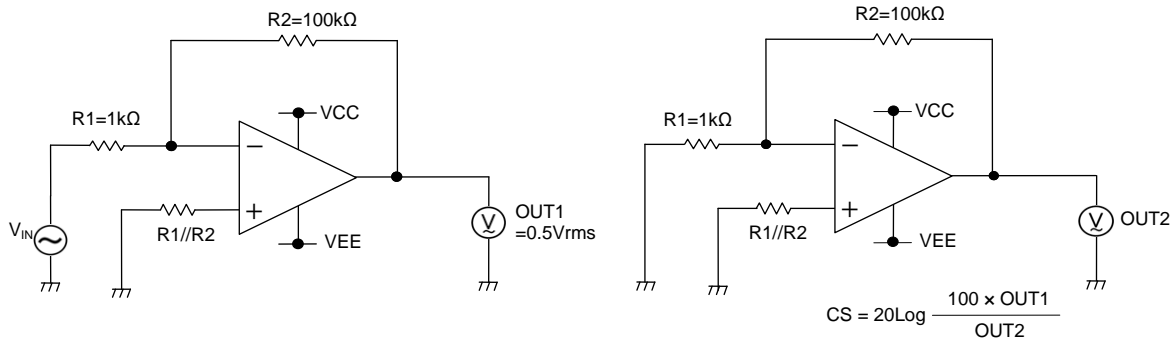 R2=100kΩ
VCC
R1=1kΩ
VIN
R1//R2
VEE
OUT1
=0.5Vrms
R2=100kΩ
VCC
R1=1kΩ
R1//R2
VEE
OUT2
CS = 20Log 100 × OUT1
OUT2
−
+
V
−
+
V